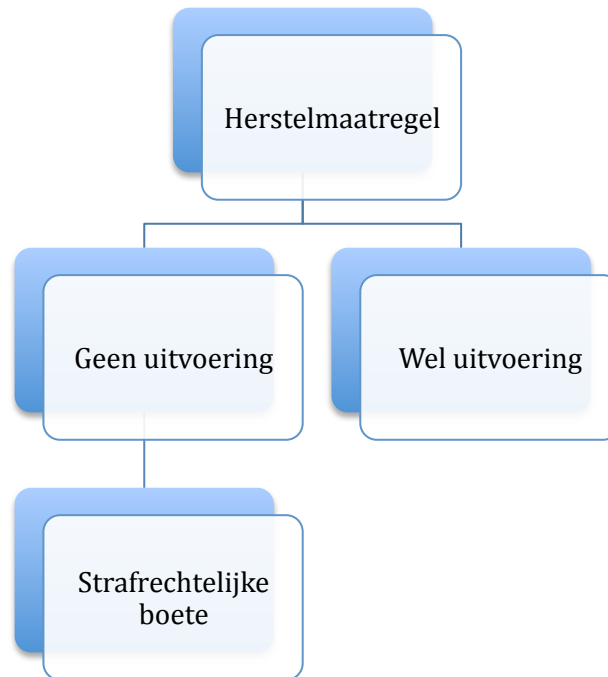 Herstelmaatregel
Geen uitvoering
Wel uitvoering
Strafrechtelijke
boete